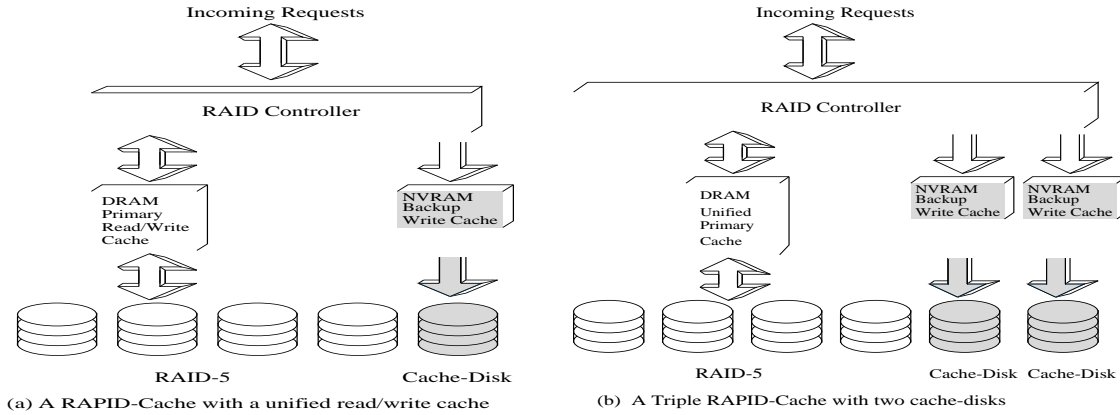 Incoming Requests
RAID Controller
DRAM
Primary
Read/Write
Cache
NVRAM
Backup
Write Cache
RAID-5
Cache-Disk
(a) A RAPID-Cache with a unified read/write cache
Incoming Requests
RAID Controller
DRAM
Unified
Primary
Cache
NVRAM
Backup
Write Cache
NVRAM
Backup
Write Cache
RAID-5
Cache-Disk
Cache-Disk
(b) A Triple RAPID-Cache with two cache-disks